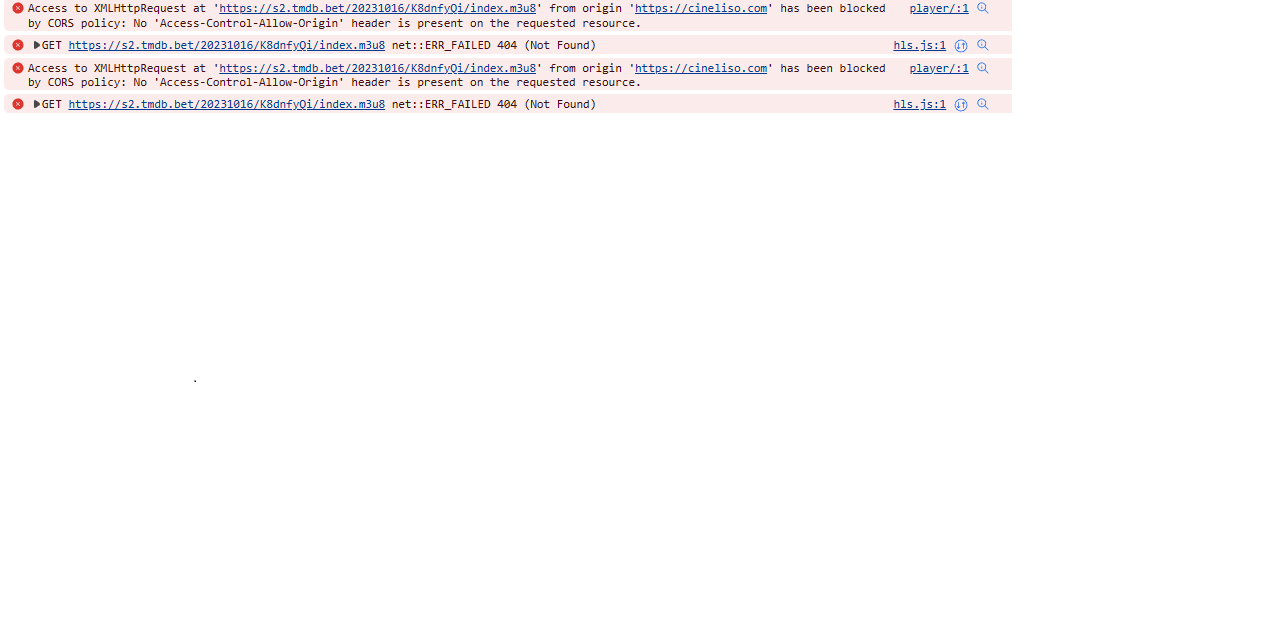 Access to XMLHttpRequest at 'https://s2.tmdb.bet/20231016/K8dnfyQi/index.m3u8' from origin 'https://cineliso.com' has been blocked player/:1
by CORS policy: No 'Access-Control-Allow-Origin' header is present on the requested resource.
GET https://s2.tmdb.bet/20231016/K8dnfyQi/index.m3u8 net::ERR_FAILED 404 (Not Found) hls.js:1
Access to XMLHttpRequest at 'https://s2.tmdb.bet/20231016/K8dnfyQi/index.m3u8' from origin 'https://cineliso.com' has been blocked player/:1
by CORS policy: No 'Access-Control-Allow-Origin' header is present on the requested resource.
GET https://s2.tmdb.bet/20231016/K8dnfyQi/index.m3u8 net::ERR_FAILED 404 (Not Found) hls.js:1
.